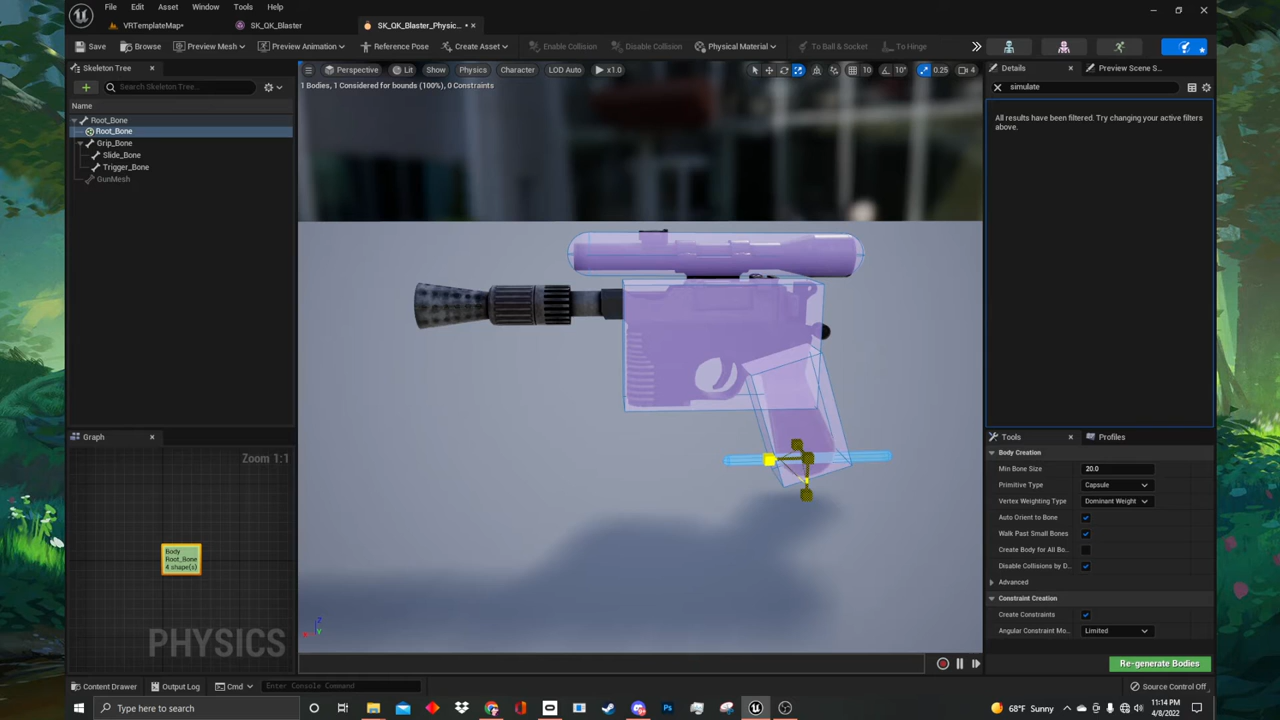 File Edit Asset Window Tools Help
VRTemplateMap* SK_QK_Blaster SK_QK_Blaster_Physic... •
Save Browse Preview Mesh Preview Animation Reference Pose Create Asset Enable Collision Disable Collision Physical Material To Ball & Socket To Hinge
Skeleton Tree
Search Skeleton Tree...
Name
Root_Bone
Root_Bone
Grip_Bone
Slide_Bone
Trigger_Bone
GunMesh
Perspective Lit Show Physics Character LOD Auto x1.0 10 10° 0.25 4
1 Bodies, 1 Considered for bounds (100%), 0 Constraints
Details Preview Scene S...
simulate
All results have been filtered. Try changing your active filters
above.
Graph
Zoom 1:1
Body
Root_Bone
4 shape(s)
PHYSICS
Z
Tools Profiles
Body Creation
Min Bone Size 20.0
Primitive Type Capsule
Vertex Weighting Type Dominant Weight
Auto Orient to Bone
Walk Past Small Bones
Create Body for All Bo...
Disable Collisions by D...
Advanced
Constraint Creation
Create Constraints
Angular Constraint Mo... Limited
Re-generate Bodies
Content Drawer Output Log Cmd Enter Console Command Source Control Off
Type here to search
68°F Sunny
11:14 PM
4/8/2022